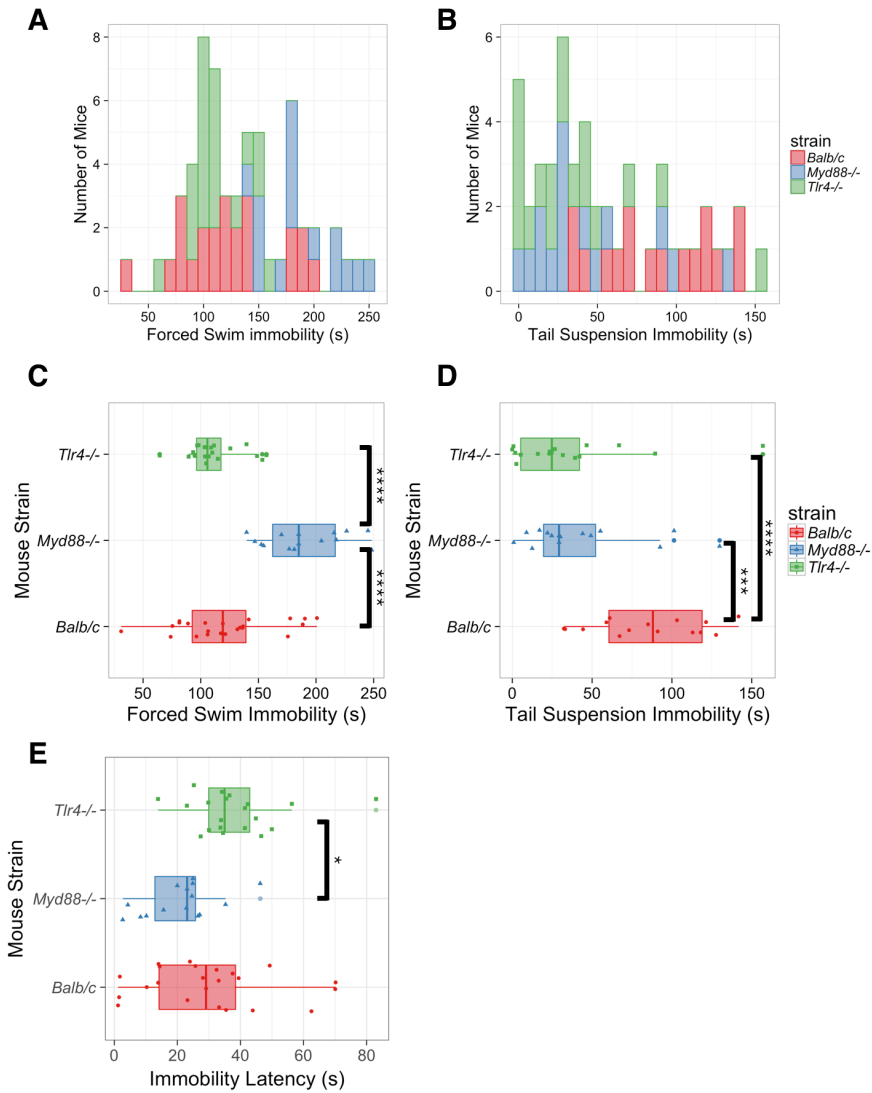 A
8
6
4
2
0
Number of Mice
50 100 150 200 250
Forced Swim immobility (s)
B
6
4
2
0
Number of Mice
0 50 100 150
Tail Suspension Immobility (s)
strain
Balb/c
Myd88-/-
Tlr4-/-
C
Mouse Strain
Tlr4-/-
Myd88-/-
Balb/c
****
****
50 100 150 200 250
Forced Swim Immobility (s)
D
Mouse Strain
Tlr4-/-
Myd88-/-
Balb/c
****
***
0 50 100 150
Tail Suspension Immobility (s)
strain
Balb/c
Myd88-/-
Tlr4-/-
E
Mouse Strain
Tlr4-/-
Myd88-/-
Balb/c
*
0 20 40 60 80
Immobility Latency (s)